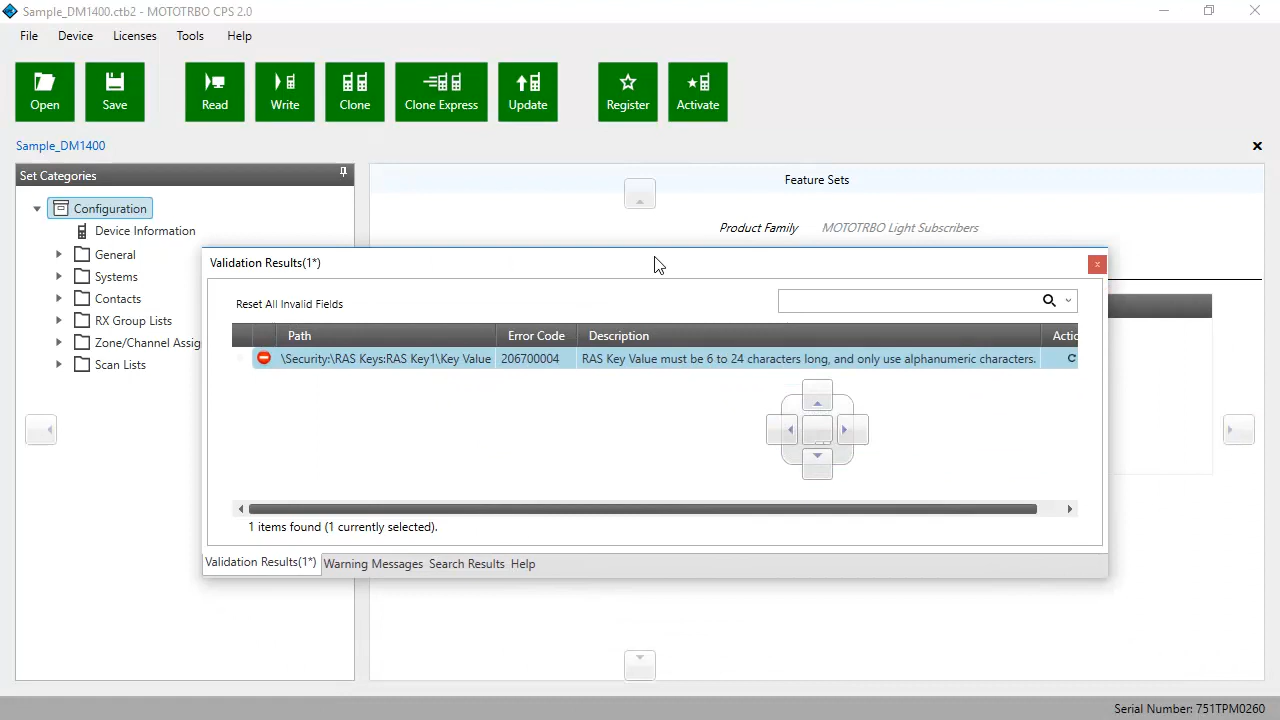 Sample_DM1400.ctb2 - MOTOTRBO CPS 2.0
File Device Licenses Tools Help
Open Save Read Write Clone Clone Express Update Register Activate
Sample_DM1400
Set Categories
Feature Sets
Configuration
Product Family MOTOTRBO Light Subscribers
Device Information
General
Systems
Contacts
RX Group Lists
Zone/Channel Assig
Scan Lists
Validation Results(1*)
Reset All Invalid Fields
Path Error Code Description Actic
\Security:\RAS Keys:RAS Key1\Key Value 206700004 RAS Key Value must be 6 to 24 characters long, and only use alphanumeric characters.
1 items found (1 currently selected).
Validation Results(1*) Warning Messages Search Results Help
Serial Number: 751TPM0260